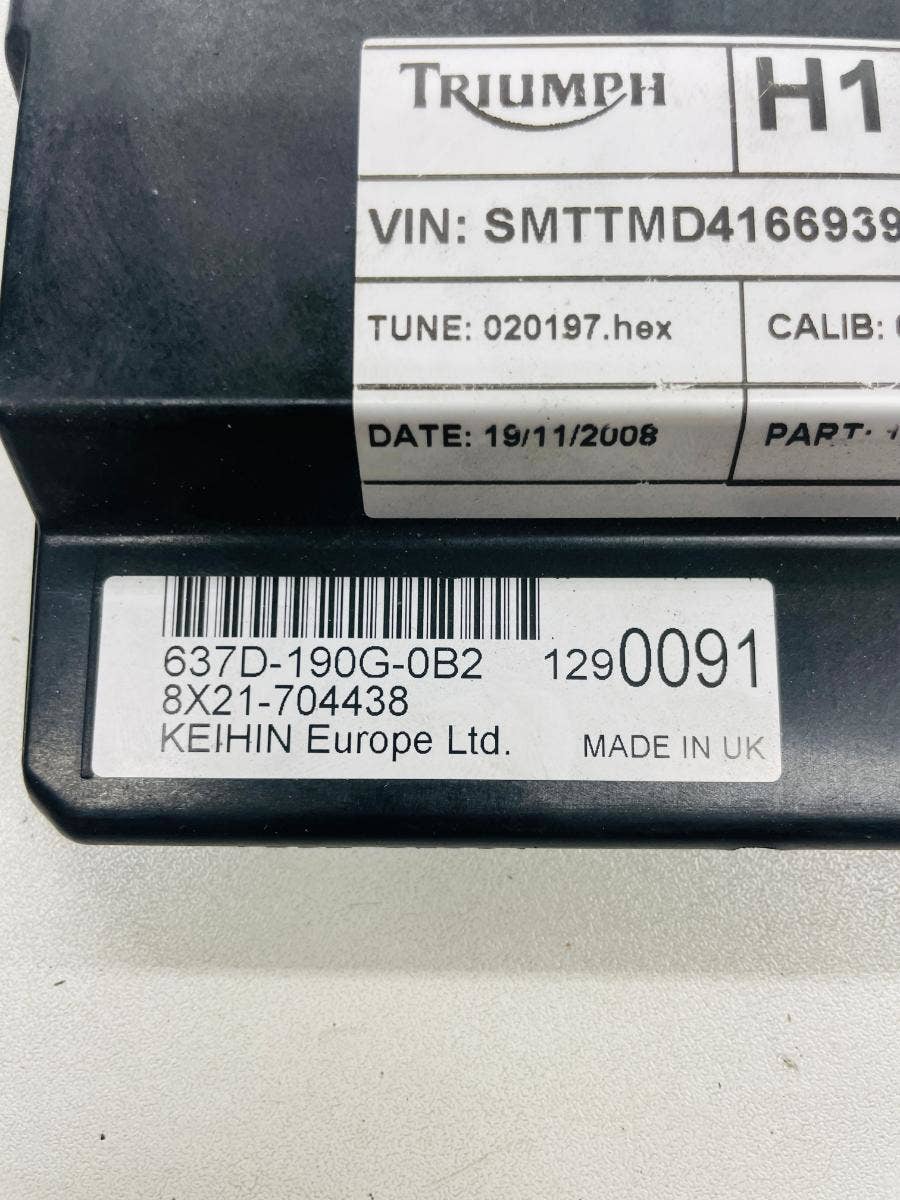 TRIUMPH H1
VIN: SMTTMD4166939
TUNE: 020197.hex CALIB:
DATE: 19/11/2008 PART:
637D-190G-0B2 1290091
8X21-704438
KEIHIN Europe Ltd. MADE IN UK